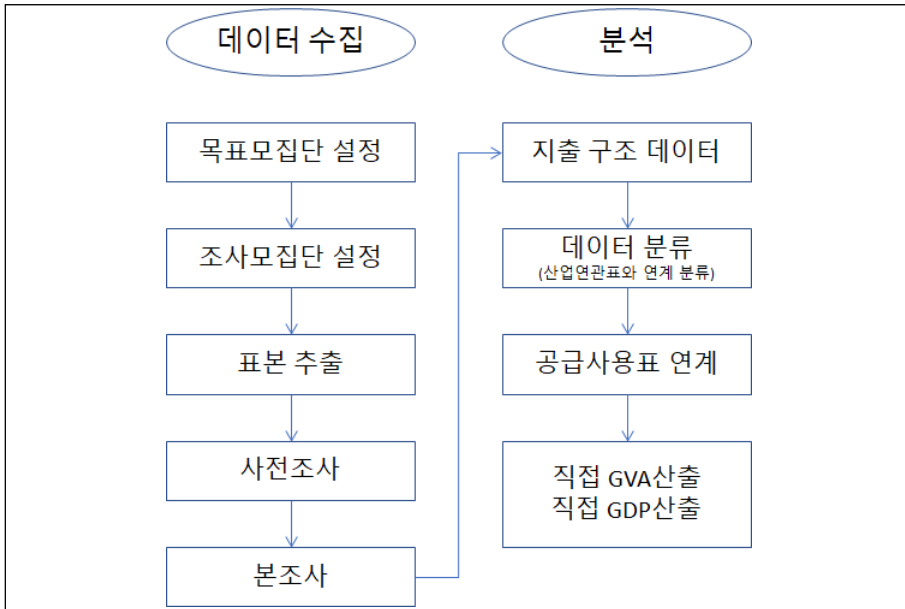 데이터 수집
목표모집단 설정
조사모집단 설정
표본 추출
사전조사
본조사
분석
지출 구조 데이터
데이터 분류
(산업연관표와 연계 분류)
공급사용표 연계
직접 GVA산출
직접 GDP산출